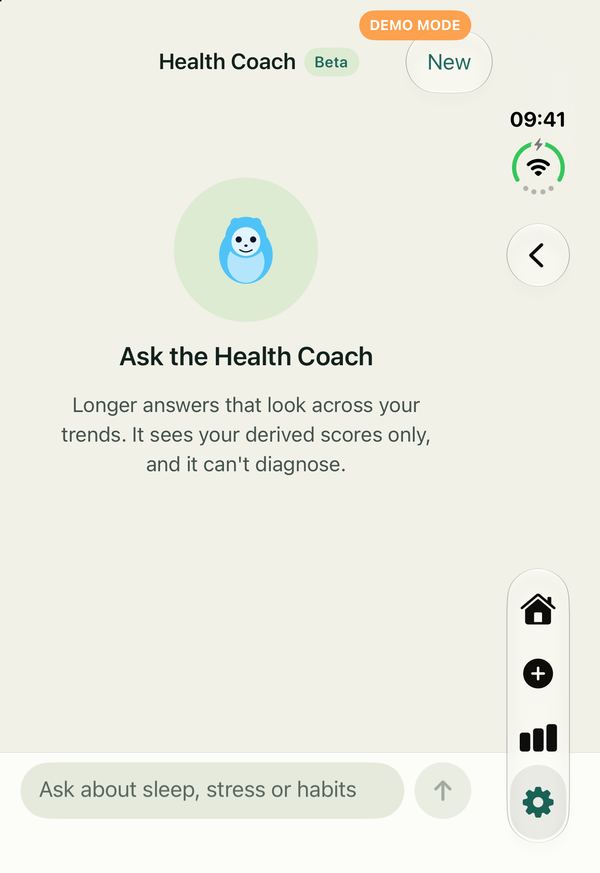 DEMO MODE
Health Coach Beta
New
09:41
Ask the Health Coach
Longer answers that look across your
trends. It sees your derived scores only,
and it can't diagnose.
Ask about sleep, stress or habits